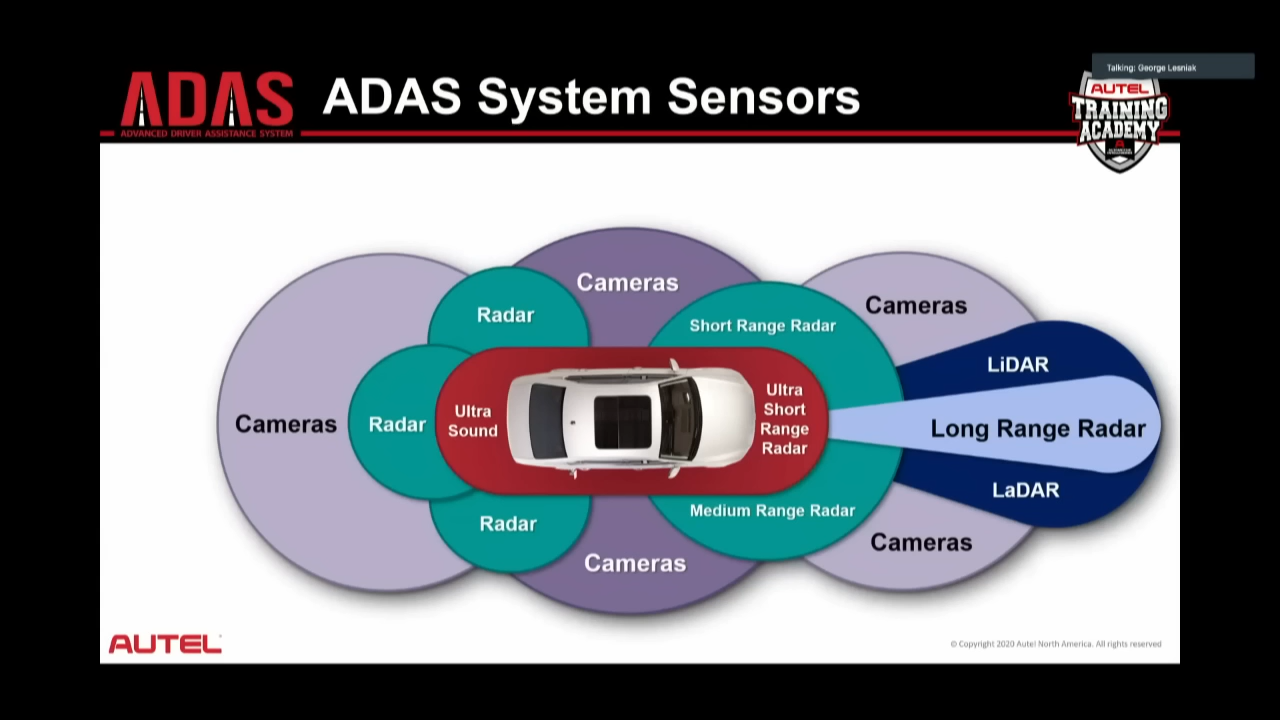 Talking: George Lesniak
ADAS
ADVANCED DRIVER ASSISTANCE SYSTEM
ADAS System Sensors
AUTEL
TRAINING
ACADEMY
Cameras
Radar
Short Range Radar
Cameras
LiDAR
Cameras
Radar
Ultra
Sound
Ultra
Short
Range
Radar
Long Range Radar
LaDAR
Radar
Medium Range Radar
Cameras
Cameras
AUTEL
© Copyright 2020 Autel North America. All rights reserved